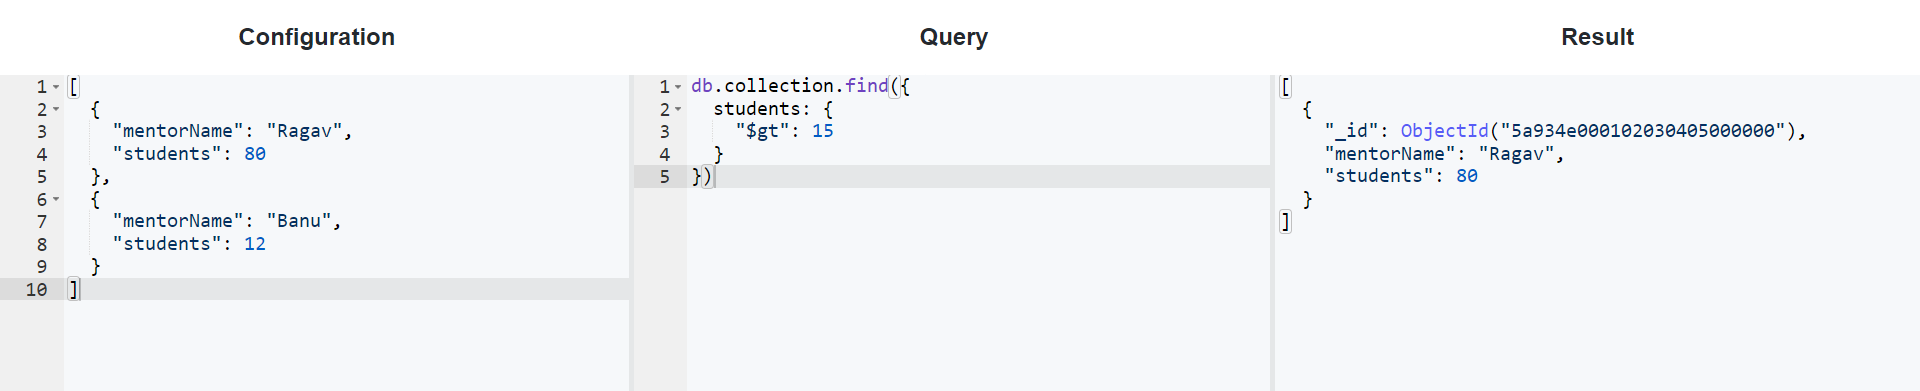 Configuration
Query
Result
1 [
2 {
3 "mentorName": "Ragav",
4 "students": 80
5 },
6 {
7 "mentorName": "Banu",
8 "students": 12
9 }
10 ]
1 db.collection.find({
2 students: {
3 "$gt": 15
4 }
5 })
[
{
"_id": ObjectId("5a934e000102030405000000"),
"mentorName": "Ragav",
"students": 80
}
]